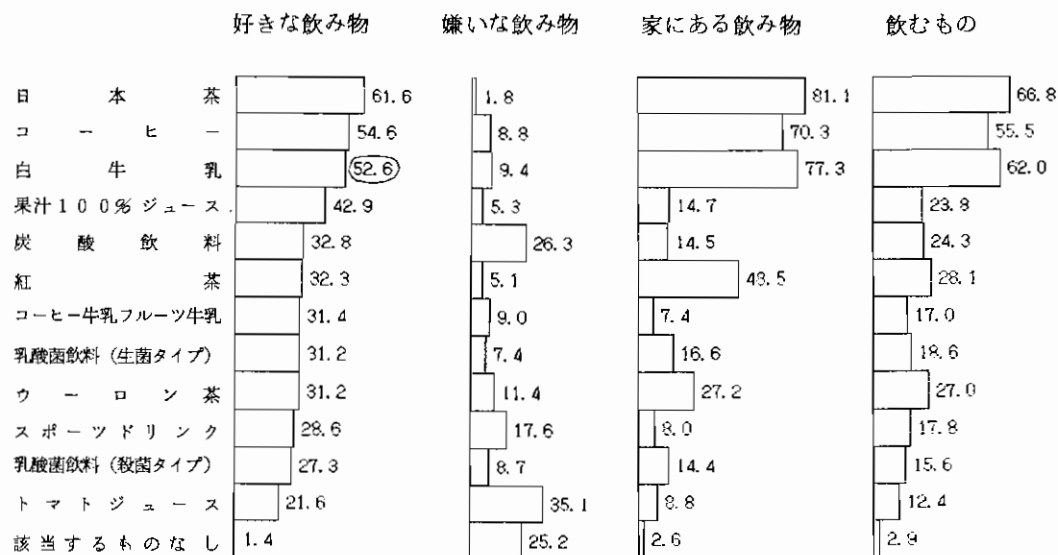 好きな飲み物 嫌いな飲み物 家にある飲み物 飲むもの
日本茶 61.6 1.8 81.1 66.8
コーヒー 54.6 8.8 70.3 55.5
白牛乳 52.6 9.4 77.3 62.0
果汁100%ジュース 42.9 5.3 14.7 23.8
炭酸飲料 32.8 26.3 14.5 24.3
紅茶 32.3 5.1 48.5 28.1
コーヒー牛乳フルーツ牛乳 31.4 9.0 7.4 17.0
乳酸菌飲料(生菌タイプ) 31.2 7.4 16.6 18.6
ウーロン茶 31.2 11.4 27.2 27.0
スポーツドリンク 28.6 17.6 8.0 17.8
乳酸菌飲料(殺菌タイプ) 27.3 8.7 14.4 15.6
トマトジュース 21.6 35.1 8.8 12.4
該当するものなし 1.4 25.2 2.6 2.9